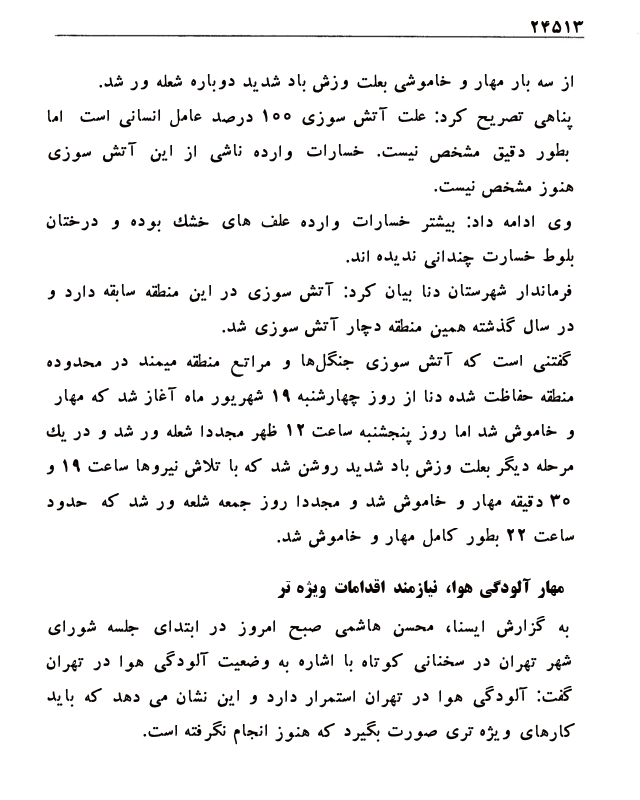 ۲۴۵۱۳
از سه بار مهار و خاموشی بعلت وزش باد شدید دوباره شعله ور شد.
پناهی تصریح کرد: علت آتش سوزی ۱۰۰ درصد عامل انسانی است اما
بطور دقیق مشخص نیست. خسارات وارده ناشی از این آتش سوزی
هنوز مشخص نیست.
وی ادامه داد: بیشتر خسارات وارده علف های خشك بوده و درختان
بلوط خسارت چندانی ندیده اند.
فرماندار شهرستان دنا بیان کرد: آتش سوزی در این منطقه سابقه دارد و
در سال گذشته همین منطقه دچار آتش سوزی شد.
گفتنی است که آتش سوزی جنگل‌ها و مراتع منطقه میمند در محدوده
منطقه حفاظت شده دنا از روز چهارشنبه ۱۹ شهریور ماه آغاز شد که مهار
و خاموش شد اما روز پنجشنبه ساعت ۱۲ ظهر مجددا شعله ور شد و در یك
مرحله دیگر بعلت وزش باد شدید روشن شد که با تلاش نیروها ساعت ۱۹ و
۳۰ دقیقه مهار و خاموش شد و مجددا روز جمعه شلعه ور شد که حدود
ساعت ۲۲ بطور کامل مهار و خاموش شد.
مهار آلودگی هوا، نیازمند اقدامات ویژه تر
به گزارش ایسنا، محسن هاشمی صبح امروز در ابتدای جلسه شورای
شهر تهران در سخنانی کوتاه با اشاره به وضعیت آلودگی هوا در تهران
گفت: آلودگی هوا در تهران استمرار دارد و این نشان می دهد که باید
کارهای ویژه تری صورت بگیرد که هنوز انجام نگرفته است.